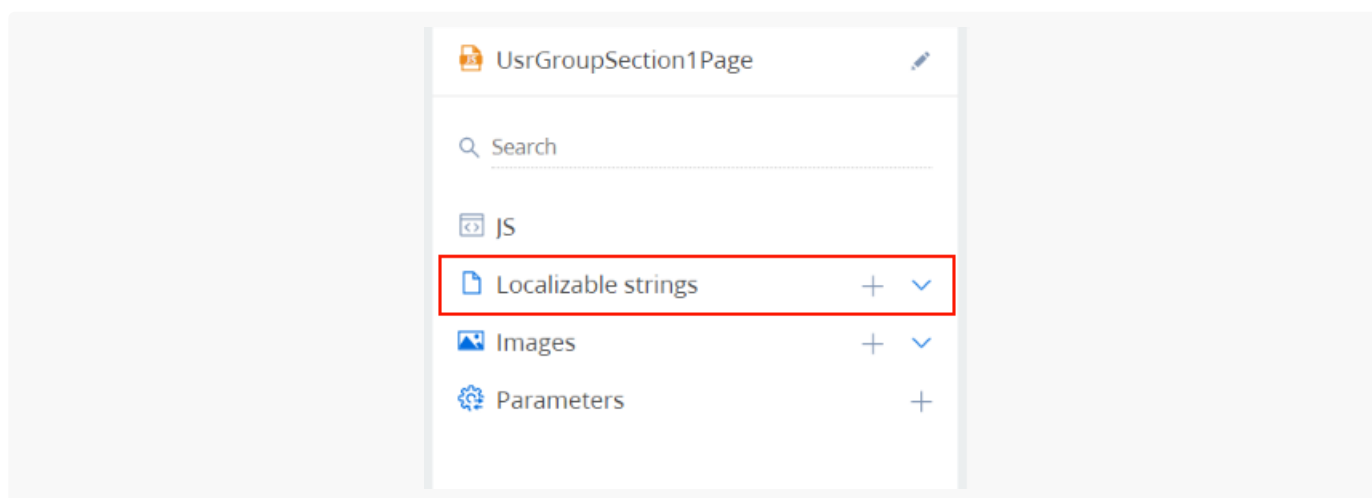 UsrGroupSection1Page
Search
JS
Localizable strings
Images
Parameters